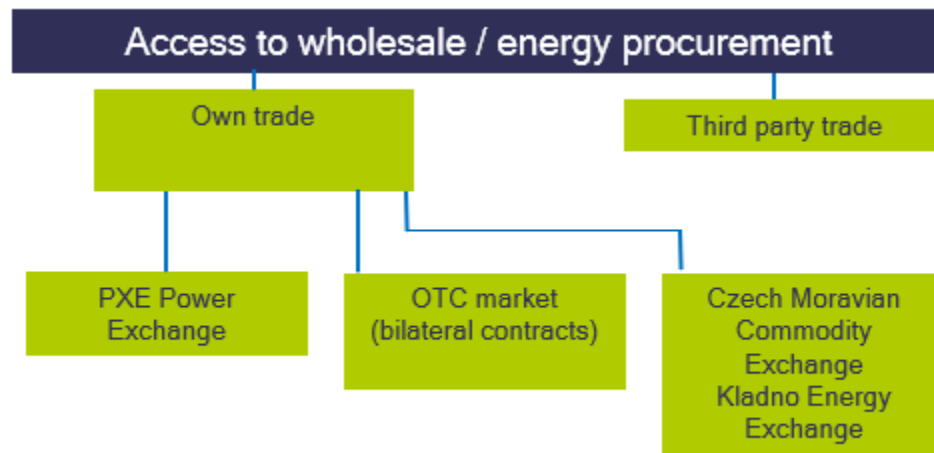 Access to wholesale / energy procurement
Own trade
Third party trade
PXE Power
Exchange
OTC market
(bilateral contracts)
Czech Moravian
Commodity
Exchange
Kladno Energy
Exchange